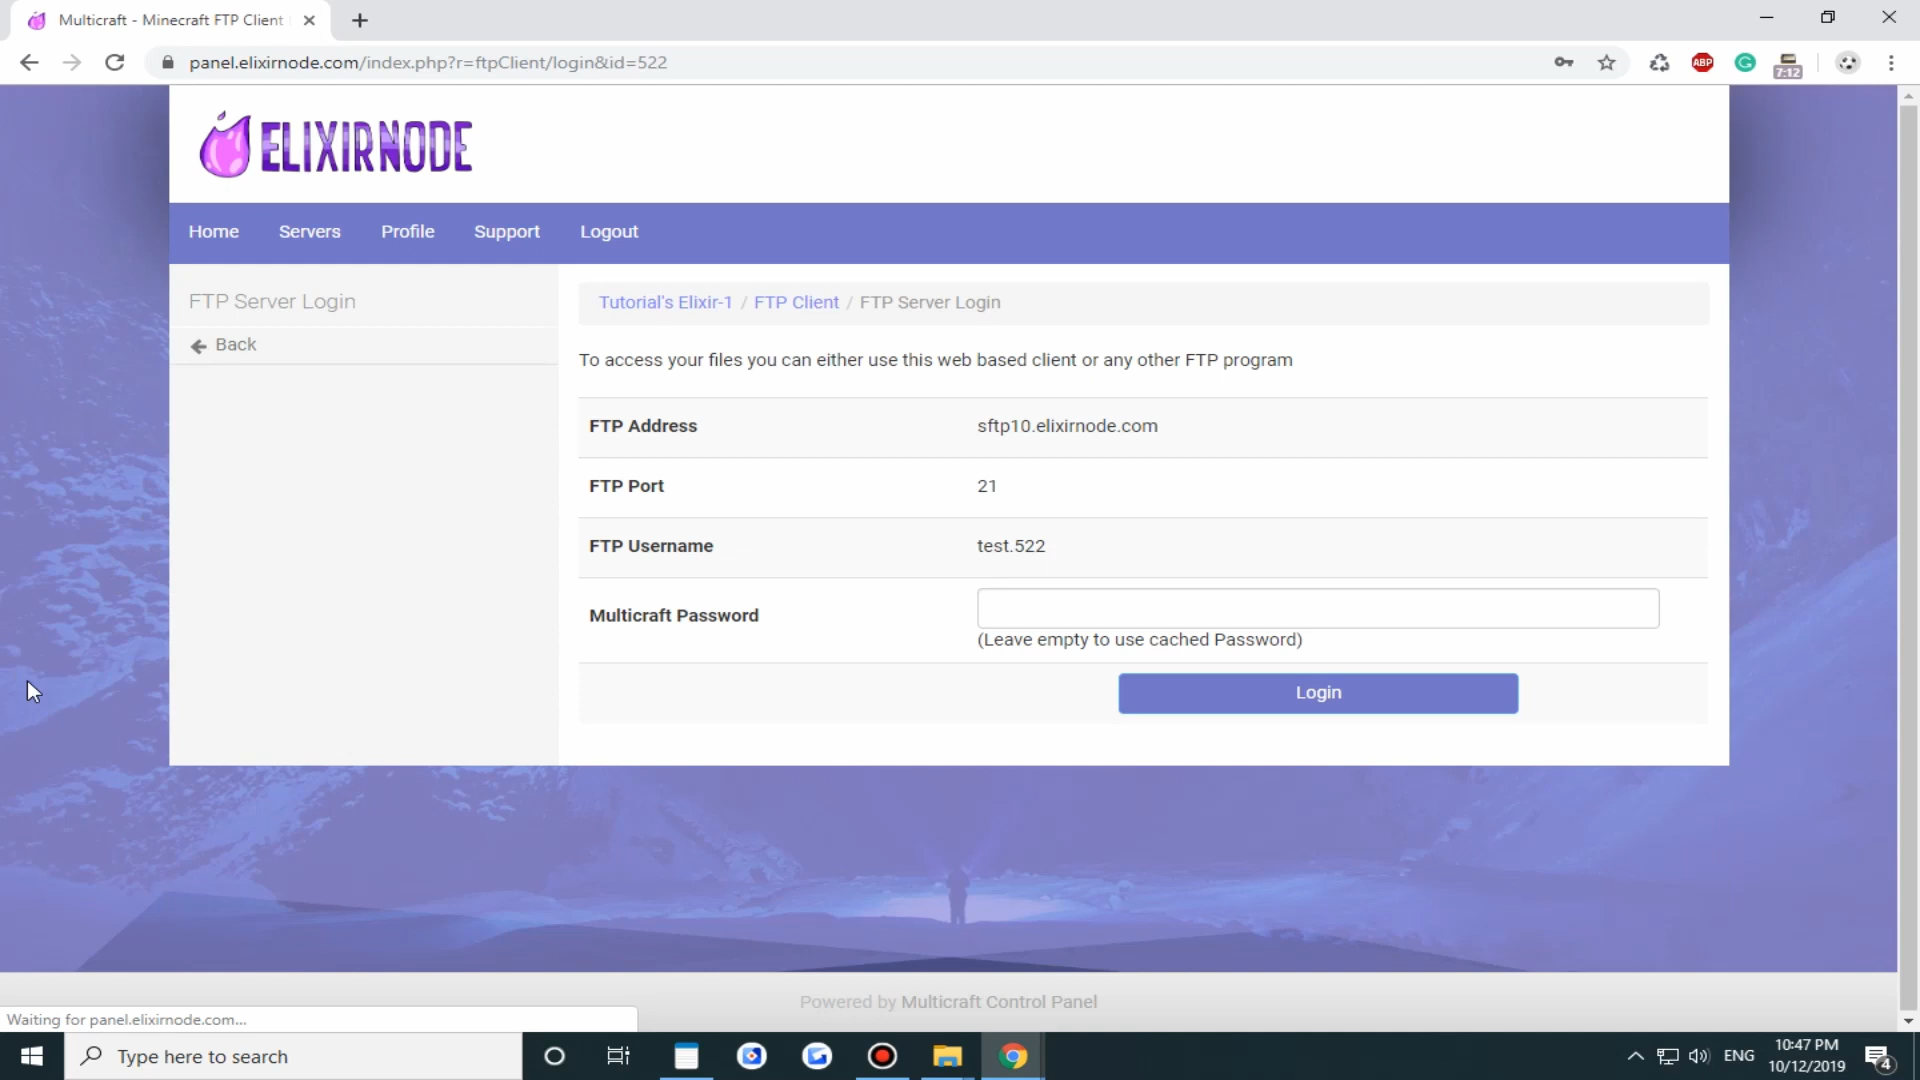 Multicraft - Minecraft FTP Client
panel.elixirnode.com/index.php?r=ftpClient/login&id=522
ABP
7:12
ELIXIRNODE
Home Servers Profile Support Logout
FTP Server Login
Back
Tutorial's Elixir-1 / FTP Client / FTP Server Login
To access your files you can either use this web based client or any other FTP program
FTP Address sftp10.elixirnode.com
FTP Port 21
FTP Username test.522
Multicraft Password
(Leave empty to use cached Password)
Login
Powered by Multicraft Control Panel
Waiting for panel.elixirnode.com...
Type here to search
ENG
10:47 PM
10/12/2019
4